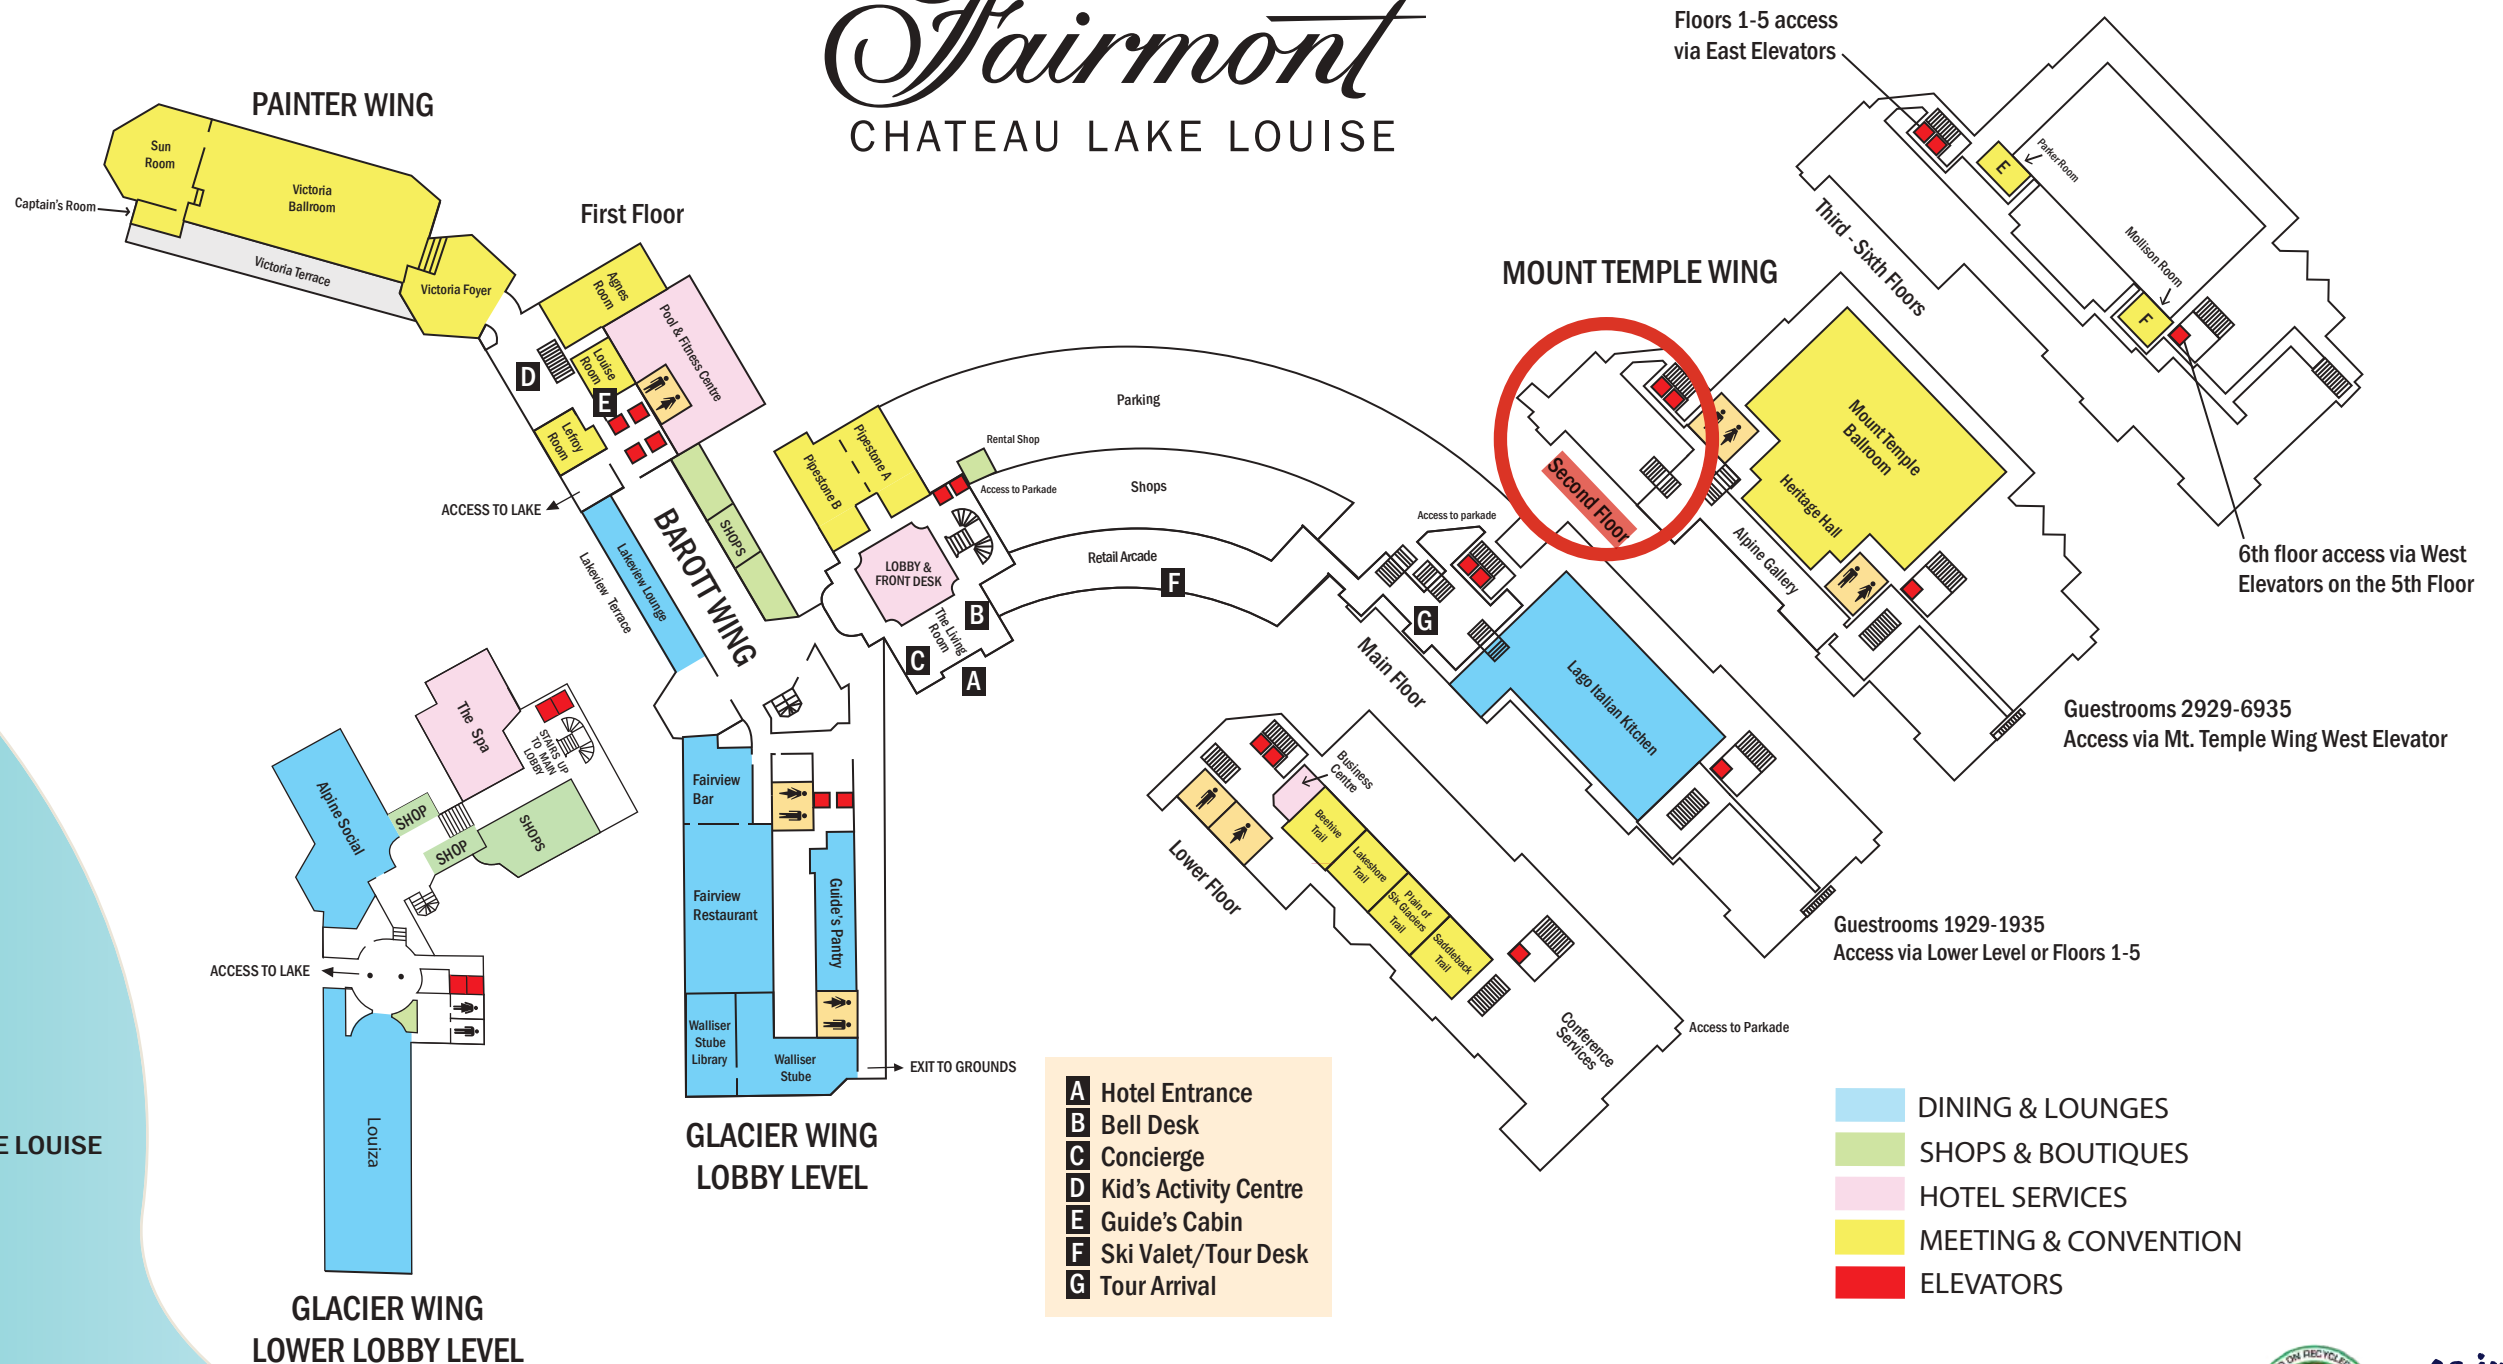 Fairmont
CHATEAU LAKE LOUISE
Floors 1-5 access
via East Elevators
PAINTER WING
Sun
Room
Victoria
Ballroom
Captain's Room
Victoria Terrace
Victoria Foyer
First Floor
Agnes
Room
Pool & Fitness Centre
Louise
Room
D
E
Lefroy
Room
ACCESS TO LAKE
Lakeview Lounge
Lakeview Terrace
BAROTT WING
SHOPS
Pipestone A
Pipestone B
Rental Shop
Access to Parkade
LOBBY &
FRONT DESK
The Living
Room
B
C
A
Parking
Shops
Retail Arcade
F
MOUNT TEMPLE WING
Third - Sixth Floors
E
Parker Room
Mollison Room
F
6th floor access via West
Elevators on the 5th Floor
Second Floor
Mount Temple
Ballroom
Heritage Hall
Alpine Gallery
Guestrooms 2929-6935
Access via Mt. Temple Wing West Elevator
Access to parkade
G
Main Floor
Lago Italian Kitchen
Guestrooms 1929-1935
Access via Lower Level or Floors 1-5
Lower Floor
Business
Centre
Beehive
Trail
Lakeshore
Trail
Plain of
Six Glaciers
Trail
Saddleback
Trail
Conference
Services
Access to Parkade
The Spa
STAIRS UP
TO MAIN
LOBBY
Alpine Social
SHOP
SHOP
SHOPS
ACCESS TO LAKE
Louiza
GLACIER WING
LOWER LOBBY LEVEL
E LOUISE
Fairview
Bar
Fairview
Restaurant
Guide's Pantry
Walliser
Stube
Library
Walliser
Stube
EXIT TO GROUNDS
GLACIER WING
LOBBY LEVEL
A Hotel Entrance
B Bell Desk
C Concierge
D Kid's Activity Centre
E Guide's Cabin
F Ski Valet/Tour Desk
G Tour Arrival
DINING & LOUNGES
SHOPS & BOUTIQUES
HOTEL SERVICES
MEETING & CONVENTION
ELEVATORS
ON RECYCLE